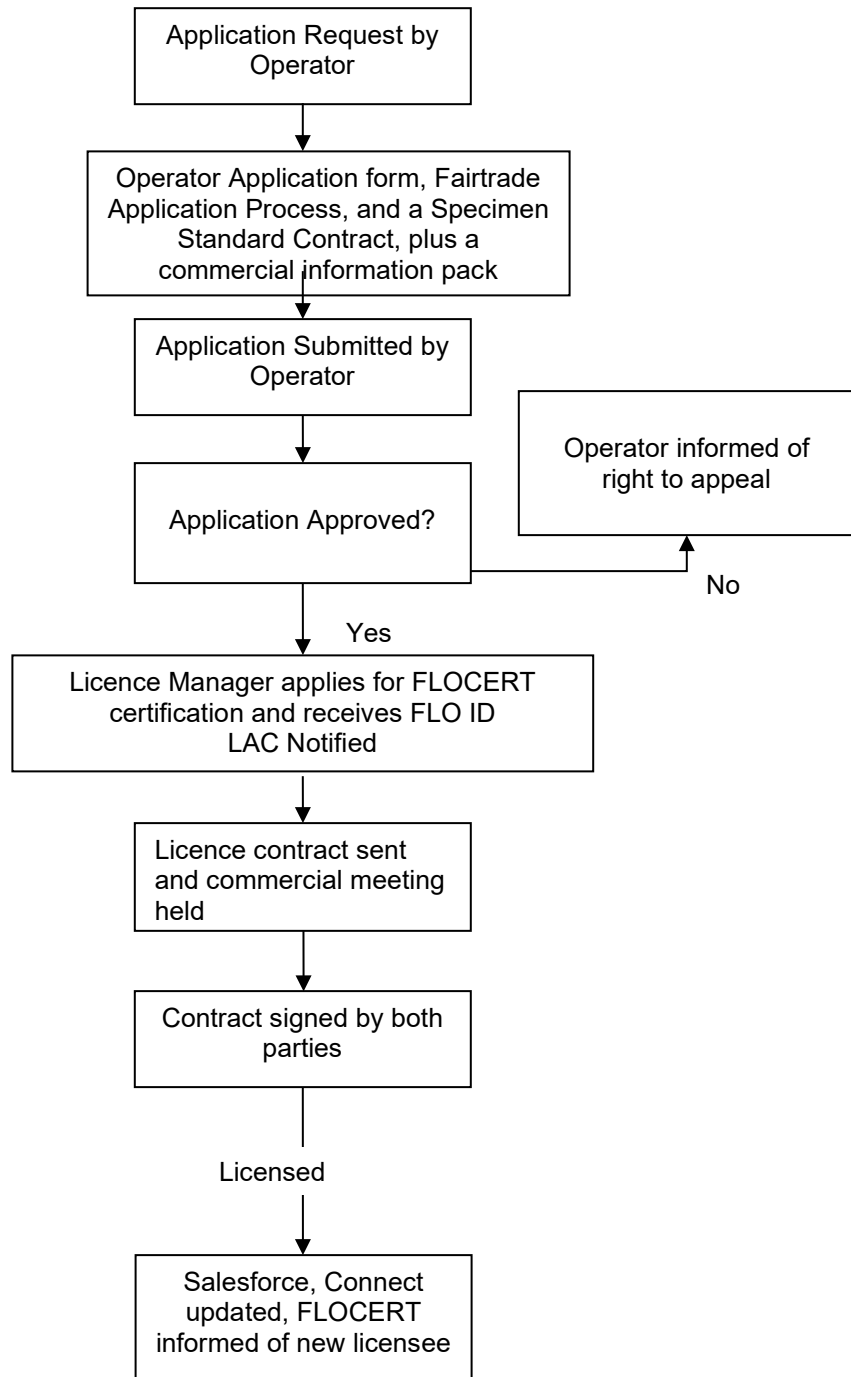 Application Request by
Operator
Operator Application form, Fairtrade
Application Process, and a Specimen
Standard Contract, plus a
commercial information pack
Application Submitted by
Operator
Operator informed of
right to appeal
Application Approved?
No
Yes
Licence Manager applies for FLOCERT
certification and receives FLO ID
LAC Notified
Licence contract sent
and commercial meeting
held
Contract signed by both
parties
Licensed
Salesforce, Connect
updated, FLOCERT
informed of new licensee